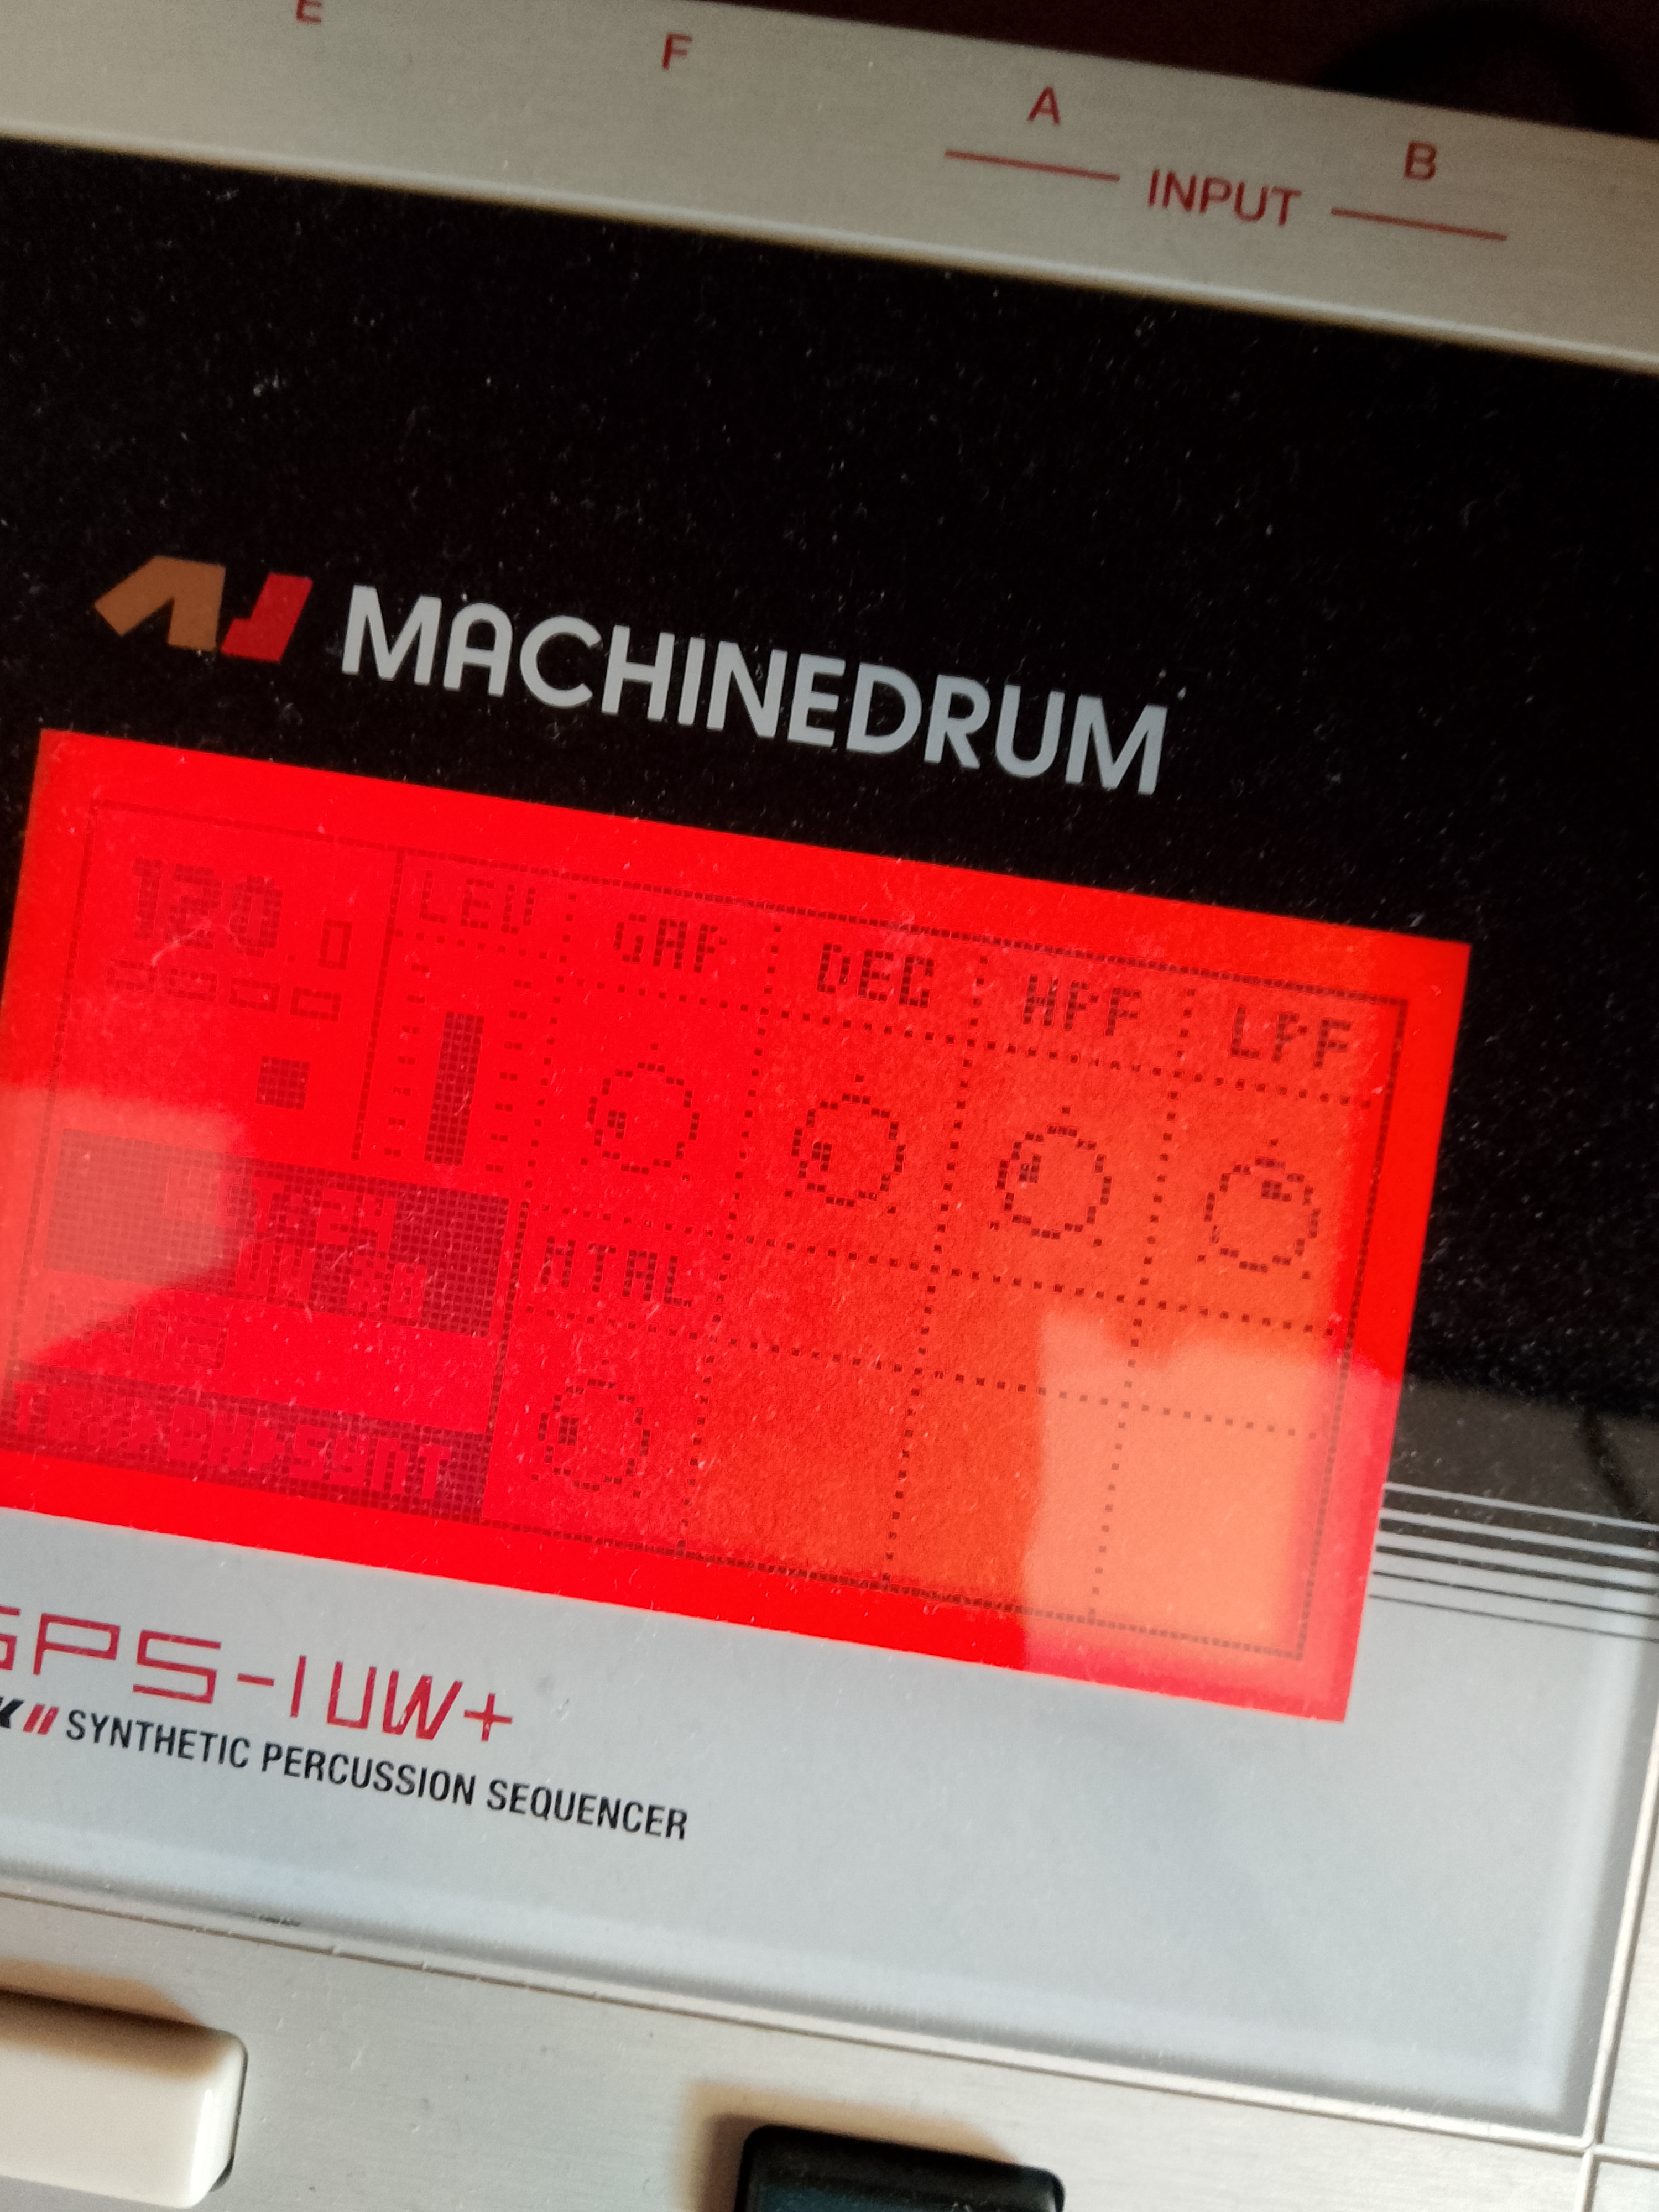 E F A B
INPUT
MACHINEDRUM
120.0
LEV GAP DEC HPF LPF
MTAL
SPS-1UW+
SYNTHETIC PERCUSSION SEQUENCER